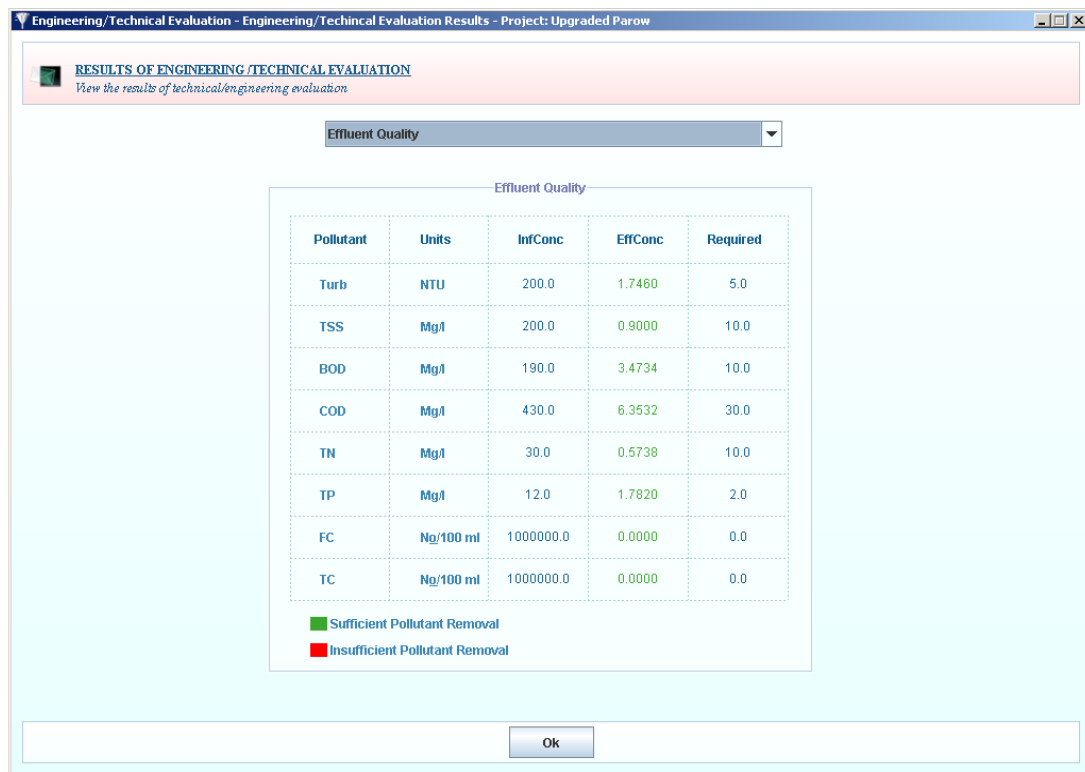 Engineering/Technical Evaluation - Engineering/Techincal Evaluation Results - Project: Upgraded Parow
RESULTS OF ENGINEERING /TECHNICAL EVALUATION
View the results of technical/engineering evaluation
Effluent Quality
Effluent Quality
Pollutant Units InfConc EffConc Required
Turb NTU 200.0 1.7460 5.0
TSS Mg/l 200.0 0.9000 10.0
BOD Mg/l 190.0 3.4734 10.0
COD Mg/l 430.0 6.3532 30.0
TN Mg/l 30.0 0.5738 10.0
TP Mg/l 12.0 1.7820 2.0
FC No/100 ml 1000000.0 0.0000 0.0
TC No/100 ml 1000000.0 0.0000 0.0
Sufficient Pollutant Removal
Insufficient Pollutant Removal
Ok